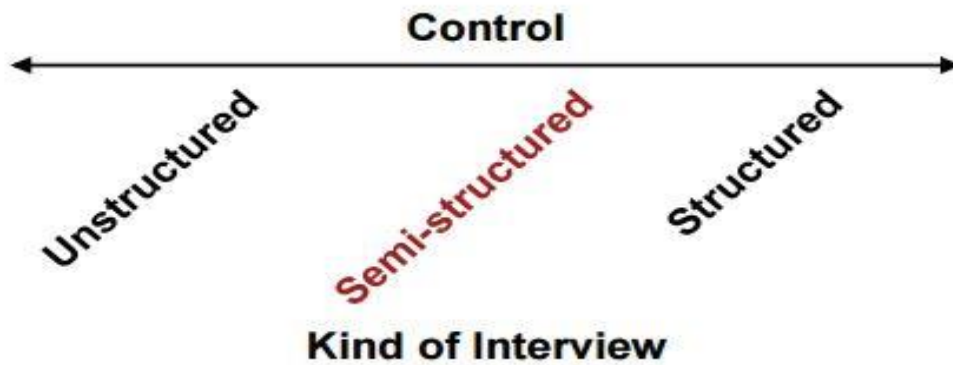 Control
Unstructured
Semi-structured
Structured
Kind of Interview